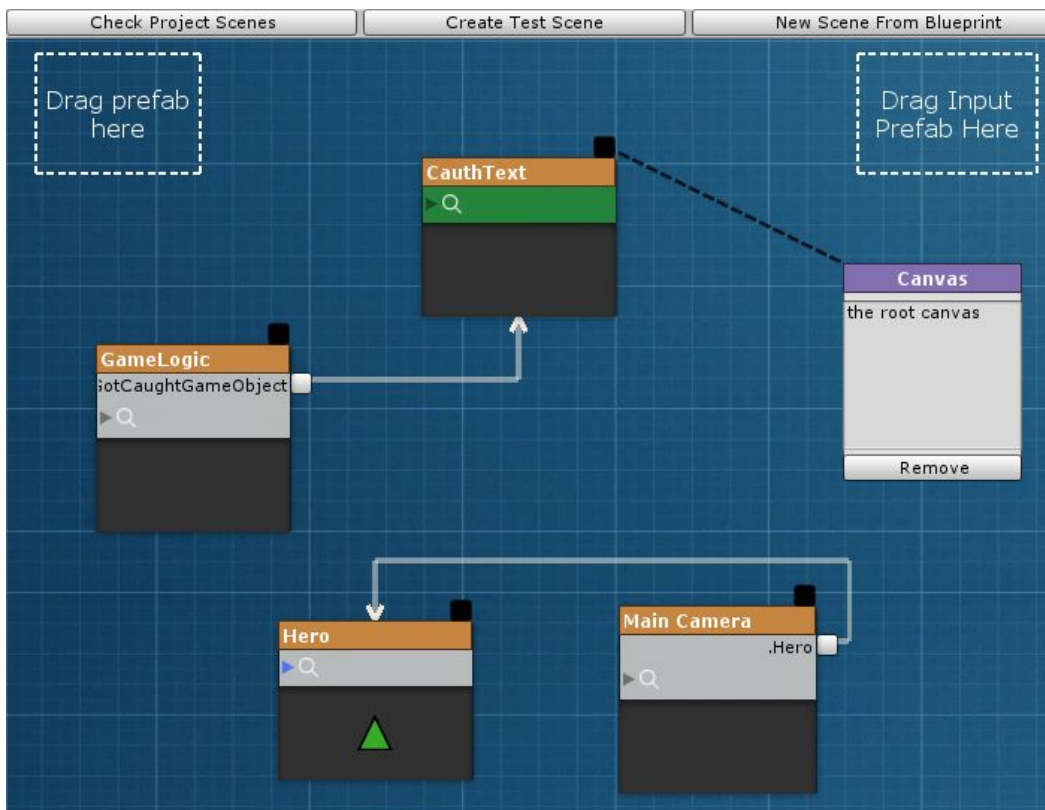 Check Project Scenes
Create Test Scene
New Scene From Blueprint
Drag prefab
here
Drag Input
Prefab Here
CauthText
Canvas
the root canvas
Remove
GameLogic
GotCaughtGameObject
Hero
Main Camera
.Hero